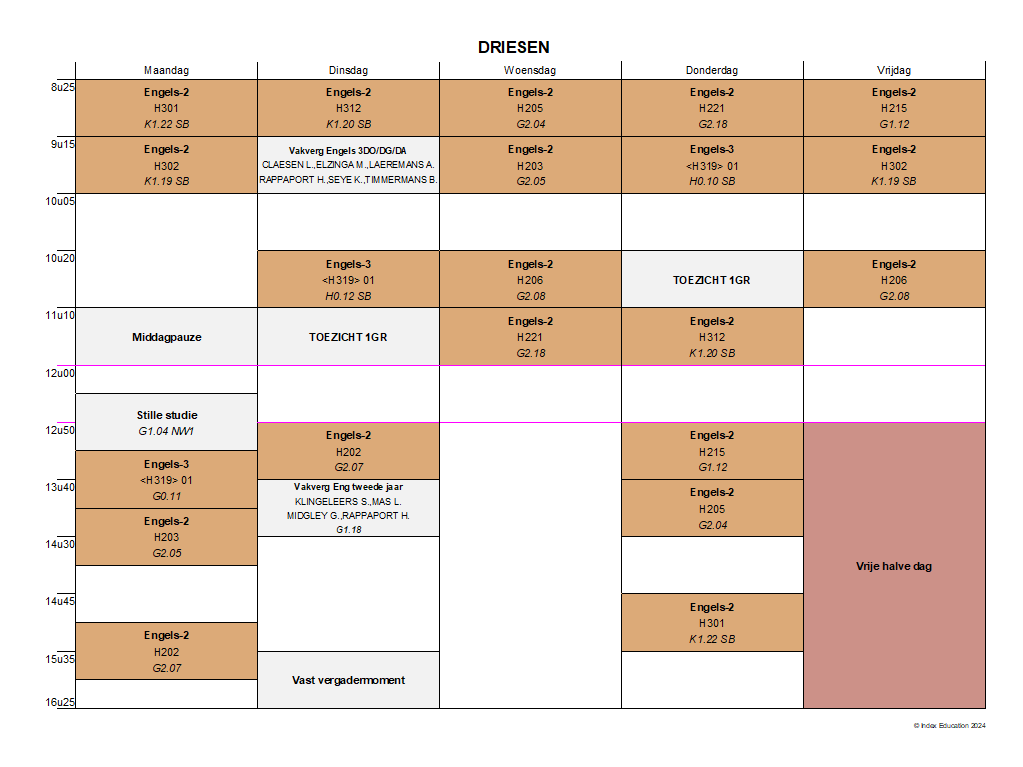 DRIESEN
Maandag Dinsdag Woensdag Donderdag Vrijdag
8u25
Engels-2 Engels-2 Engels-2 Engels-2 Engels-2
H301 H312 H205 H221 H215
K1.22 SB K1.20 SB G2.04 G2.18 G1.12
9u15
Engels-2 Vakverg Engels 3DO/DG/DA Engels-2 Engels-3 Engels-2
H302 CLAESEN L.,ELZINGA M.,LAEREMANS A. H203 <H319> 01 H302
K1.19 SB RAPPAPORT H.,SEYE K.,TIMMERMANS B. G2.05 H0.10 SB K1.19 SB
10u05
10u20
Engels-3 Engels-2 Engels-2
<H319> 01 H206 TOEZICHT 1GR H206
H0.12 SB G2.08 G2.08
11u10
Engels-2 Engels-2
Middagpauze TOEZICHT 1GR H221 H312
G2.18 K1.20 SB
12u00
Stille studie
G1.04 NW1
12u50
Engels-2 Engels-2
H202 H215
G2.07 G1.12
Engels-3
<H319> 01
G0.11
13u40
Vakverg Eng tweede jaar Engels-2
KLINGELEERS S.,MAS L. H205
MIDGLEY G.,RAPPAPORT H. G2.04
G1.18
Engels-2
H203
G2.05
14u30
Vrije halve dag
14u45
Engels-2
H301
K1.22 SB
Engels-2
H202
G2.07
15u35
Vast vergadermoment
16u25
© Index Education 2024